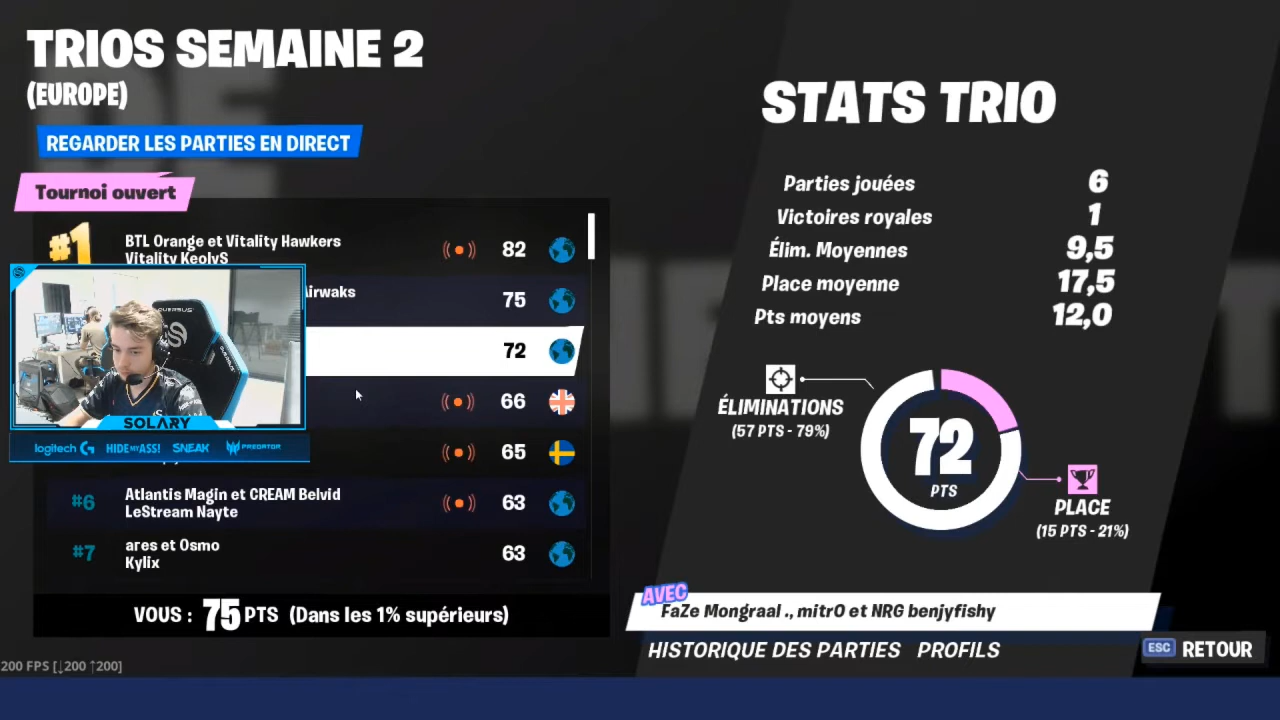 TRIOS SEMAINE 2
(EUROPE)
REGARDER LES PARTIES EN DIRECT
Tournoi ouvert
#1
BTL Orange et Vitality Hawkers
Vitality KeolyS
82
Airwaks
75
72
66
65
#6
Atlantis Magin et CREAM Belvid
LeStream Nayte
63
#7
ares et Osmo
Kylix
63
VOUS : 75 PTS (Dans les 1% supérieurs)
SOLARY
logitech G HIDEMYASS! SNEAK PREDATOR
200 FPS [↓200 ↑200]
STATS TRIO
Parties jouées 6
Victoires royales 1
Élim. Moyennes 9,5
Place moyenne 17,5
Pts moyens 12,0
ÉLIMINATIONS
(57 PTS - 79%)
72
PTS
PLACE
(15 PTS - 21%)
AVEC
FaZe Mongraal ., mitr0 et NRG benjyfishy
HISTORIQUE DES PARTIES PROFILS
ESC RETOUR